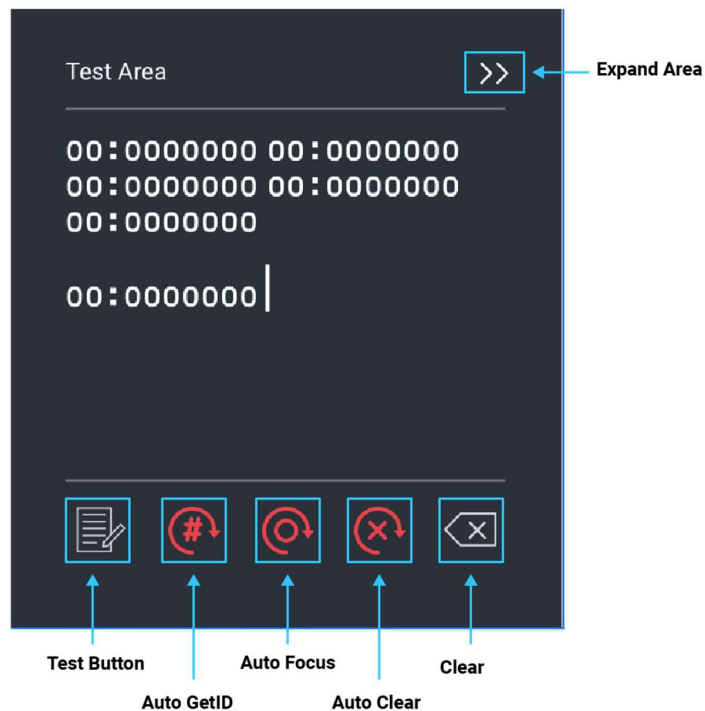 Test Area
Expand Area
00:0000000 00:0000000
00:0000000 00:0000000
00:0000000
00:0000000
Test Button
Auto GetID
Auto Focus
Auto Clear
Clear